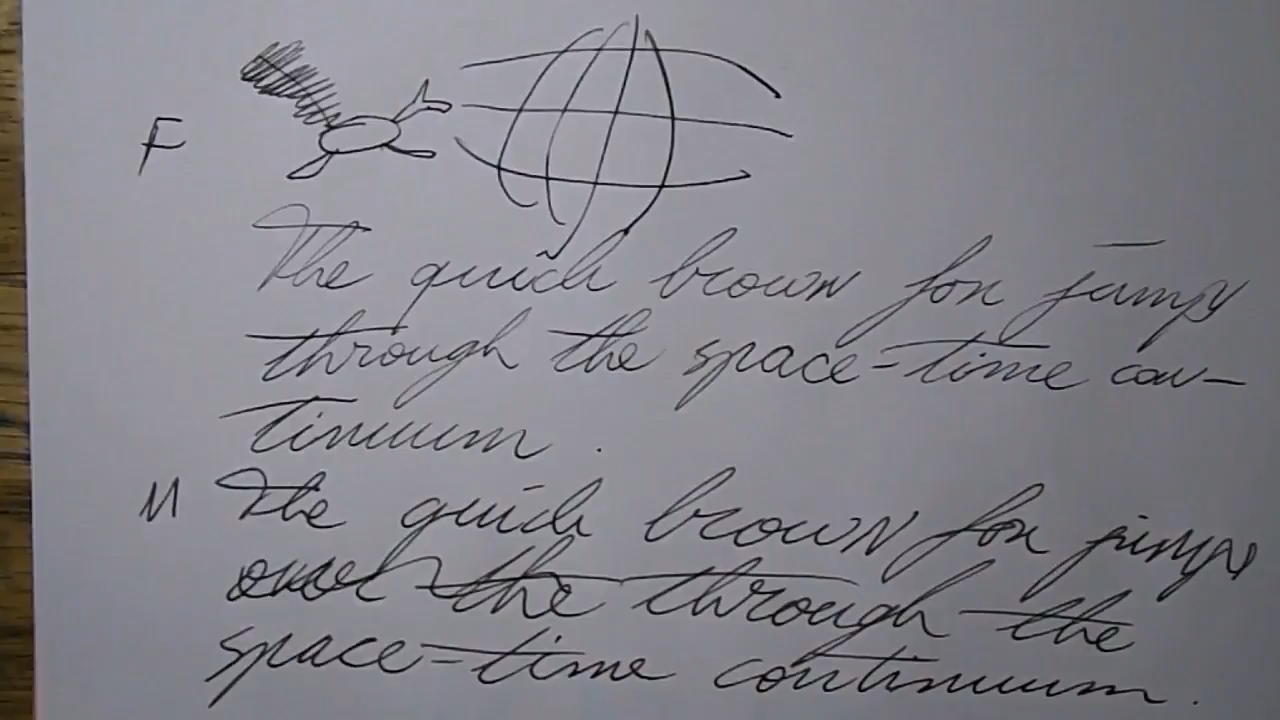 F
The quick brown fox jumps
through the space-time con-
tinuum.
M The quick brown fox jumps
over the through the
space-time continuum.